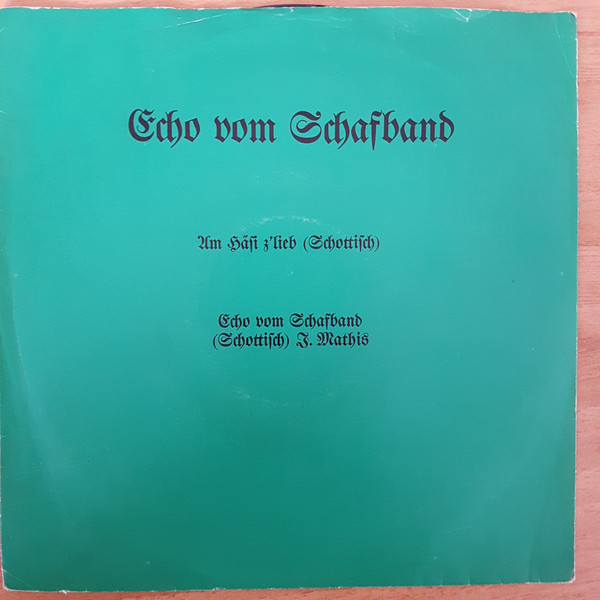 Echo vom Schafband
Am Häsi z'lieb (Schottisch)
Echo vom Schafband
(Schottisch) J. Mathis